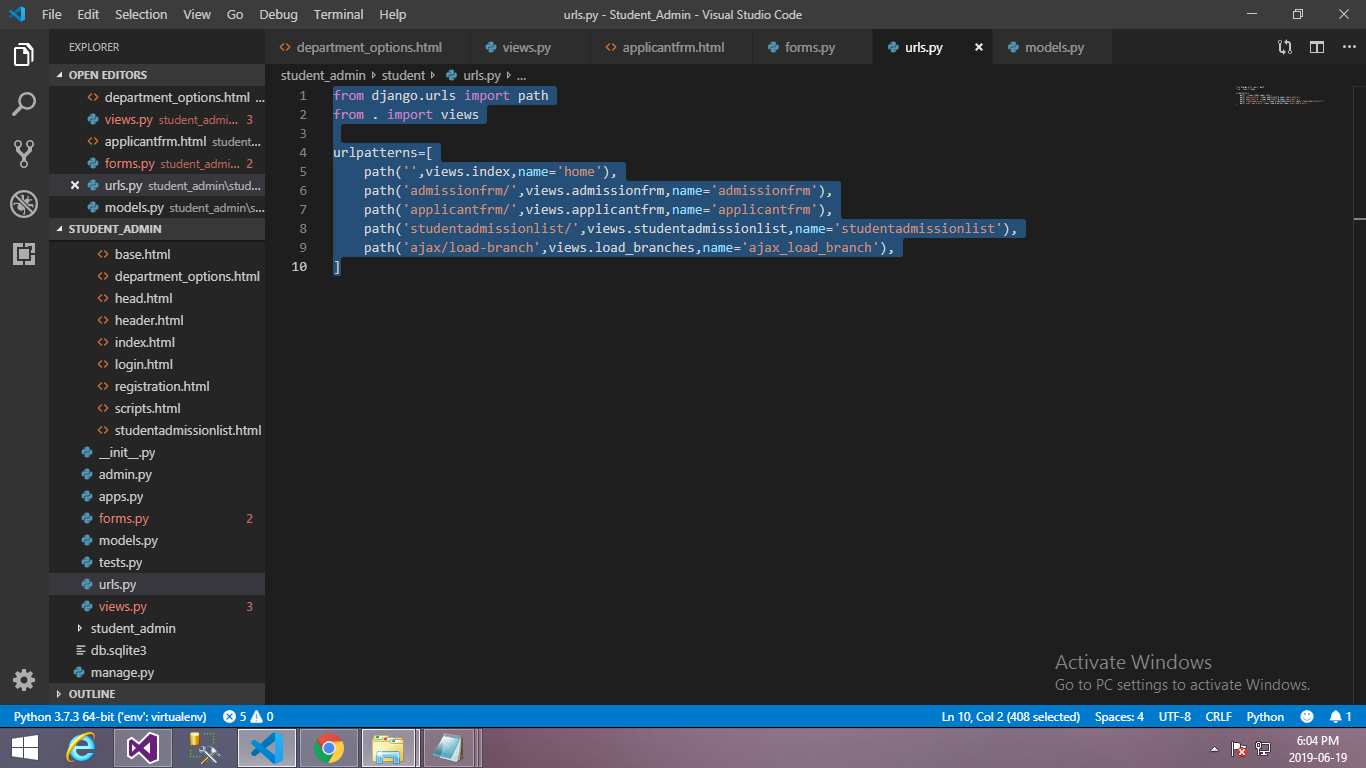 File Edit Selection View Go Debug Terminal Help
urls.py - Student_Admin - Visual Studio Code
EXPLORER
OPEN EDITORS
department_options.html ...
views.py student_admi... 3
applicantfrm.html student...
forms.py student_admi... 2
urls.py student_admin\stud...
models.py student_admin\s...
STUDENT_ADMIN
base.html
department_options.html
head.html
header.html
index.html
login.html
registration.html
scripts.html
studentadmissionlist.html
__init__.py
admin.py
apps.py
forms.py 2
models.py
tests.py
urls.py
views.py 3
student_admin
db.sqlite3
manage.py
OUTLINE
department_options.html views.py applicantfrm.html forms.py urls.py models.py
student_admin student urls.py ...
1 from django.urls import path
2 from . import views
3
4 urlpatterns=[
5 path('',views.index,name='home'),
6 path('admissionfrm/',views.admissionfrm,name='admissionfrm'),
7 path('applicantfrm/',views.applicantfrm,name='applicantfrm'),
8 path('studentadmissionlist/',views.studentadmissionlist,name='studentadmissionlist'),
9 path('ajax/load-branch',views.load_branches,name='ajax_load_branch'),
10 ]
Activate Windows
Go to PC settings to activate Windows.
Python 3.7.3 64-bit ('env': virtualenv) 5 0 Ln 10, Col 2 (408 selected) Spaces: 4 UTF-8 CRLF Python 1
6:04 PM
2019-06-19